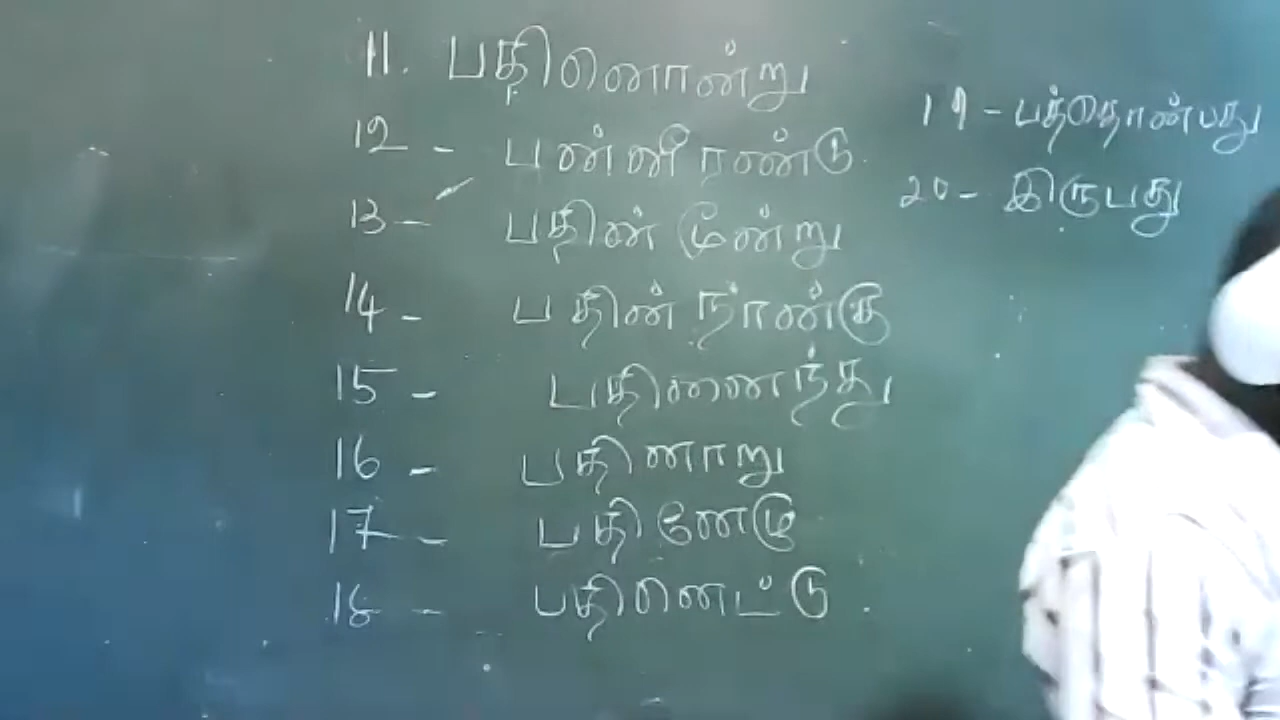 11. பதினொன்று
12 - பன்னிரண்டு
13 - பதின் மூன்று
14 - பதின் நான்கு
15 - பதினைந்து
16 - பதினாறு
17 - பதினேழு
18 - பதினெட்டு
19 - பத்தொன்பது
20 - இருபது